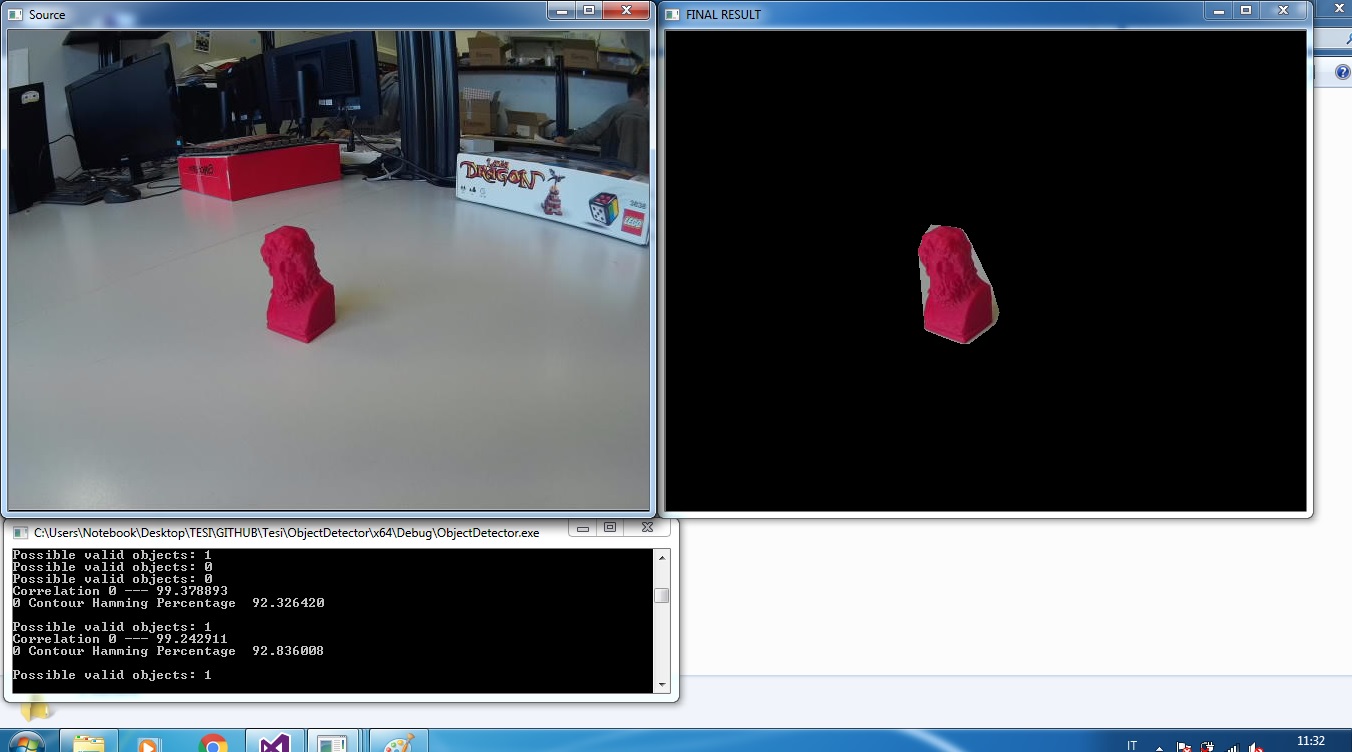 Source
FINAL RESULT
DRAGON
LEGO
C:\Users\Notebook\Desktop\TESI\GITHUB\Tesi\ObjectDetector\x64\Debug\ObjectDetector.exe
Possible valid objects: 1
Possible valid objects: 0
Possible valid objects: 0
Correlation 0 --- 99.378893
0 Contour Hamming Percentage  92.326420
Possible valid objects: 1
Correlation 0 --- 99.242911
0 Contour Hamming Percentage  92.836008
Possible valid objects: 1
IT
11:32